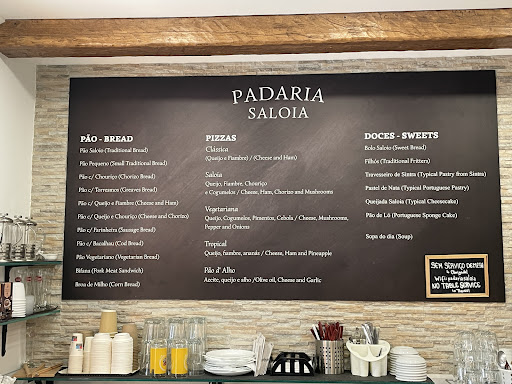 PADARIA
SALOIA
PÃO - BREAD
Pão Saloio (Traditional Bread)
Pão Pequeno (Small Traditional Bread)
Pão c/ Chouriço (Chorizo Bread)
Pão c/ Torresmos (Greaves Bread)
Pão c/ Queijo e Fiambre (Cheese and Ham)
Pão c/ Queijo e Chouriço (Cheese and Chorizo)
Pão c/ Farinheira (Sausage Bread)
Pão c/ Bacalhau (Cod Bread)
Pão Vegetariano (Vegetarian Bread)
Bifana (Pork Meat Sandwich)
Broa de Milho (Corn Bread)
PIZZAS
Clássica
(Queijo e Fiambre) / (Cheese and Ham)
Saloia
Queijo, Fiambre, Chouriço
e Cogumelos / Cheese, Ham, Chorizo and Mushrooms
Vegetariana
Queijo, Cogumelos, Pimentos, Cebola / Cheese, Mushrooms,
Pepper and Onions
Tropical
Queijo, fiambre, ananás / Cheese, Ham and Pineapple
Pão d' Alho
Azeite, queijo e alho /Olive oil, Cheese and Garlic
DOCES - SWEETS
Bolo Saloio (Sweet Bread)
Filhós (Traditional Fritters)
Travesseiro de Sintra (Typical Pastry from Sintra)
Pastel de Nata (Typical Portuguese Pastry)
Queijada Saloia (Typical Cheesecake)
Pão de Ló (Portuguese Sponge Cake)
Sopa do dia (Soup)
SEM SERVIÇO DE MESA
Obrigado
Wifi: padariasaloia
NO TABLE SERVICE